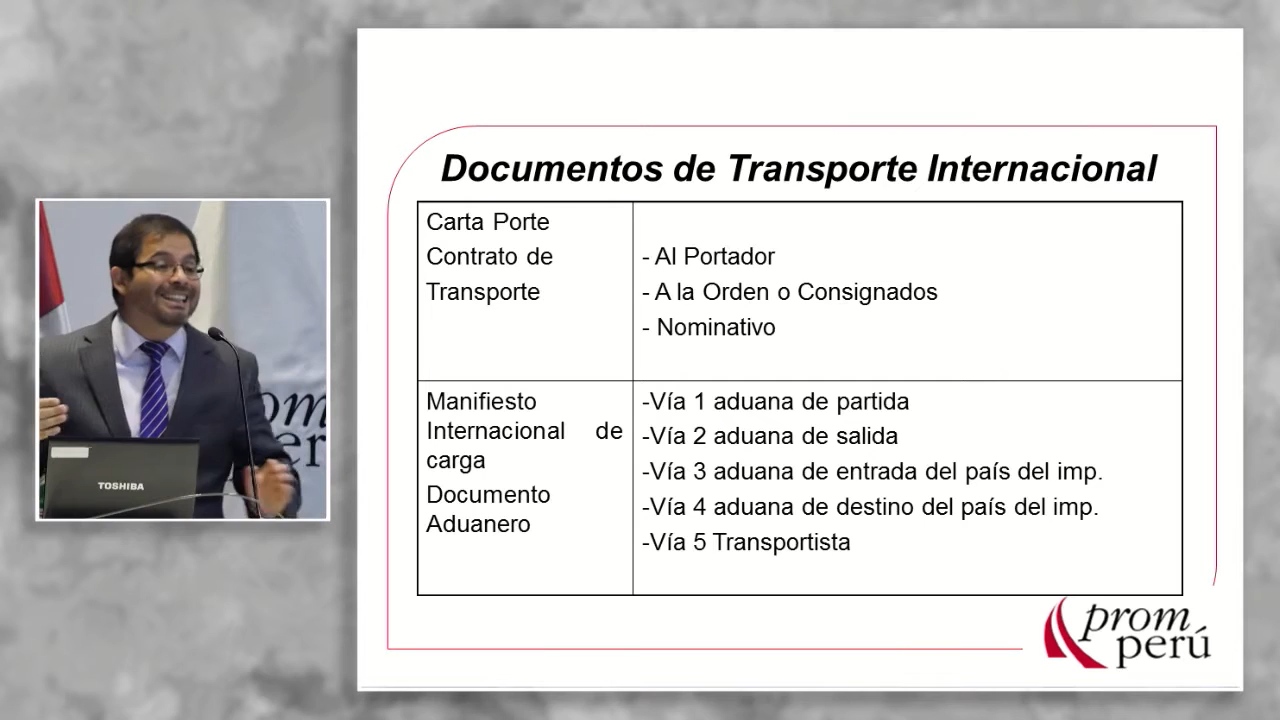 Documentos de Transporte Internacional
Carta Porte
Contrato de
Transporte
- Al Portador
- A la Orden o Consignados
- Nominativo
Manifiesto
Internacional de
carga
Documento
Aduanero
-Vía 1 aduana de partida
-Vía 2 aduana de salida
-Vía 3 aduana de entrada del país del imp.
-Vía 4 aduana de destino del país del imp.
-Vía 5 Transportista
prom
perú
TOSHIBA